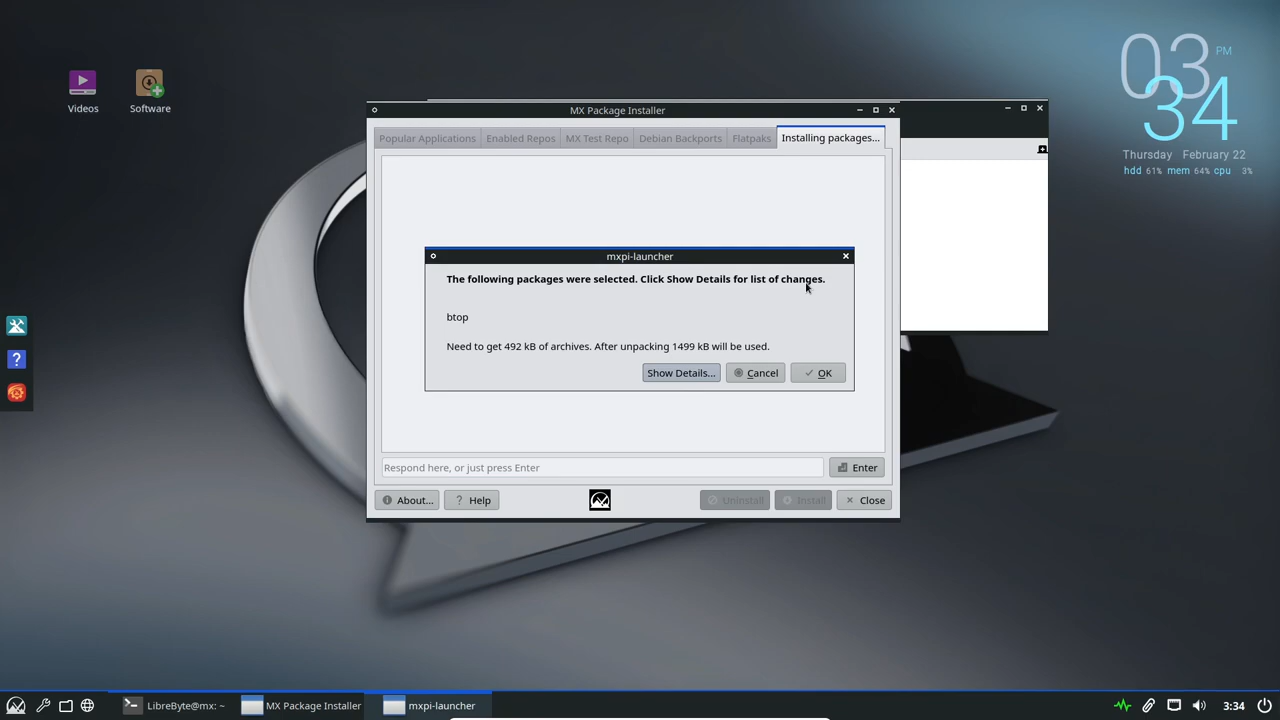 03 PM
34
Thursday February 22
hdd 61% mem 64% cpu 3%
Videos
Software
MX Package Installer
Popular Applications
Enabled Repos
MX Test Repo
Debian Backports
Flatpaks
Installing packages...
mxpi-launcher
The following packages were selected. Click Show Details for list of changes.
btop
Need to get 492 kB of archives. After unpacking 1499 kB will be used.
Show Details...
Cancel
OK
Respond here, or just press Enter
Enter
About...
Help
Uninstall
Install
Close
LibreByte@mx: ~
MX Package Installer
mxpi-launcher
3:34